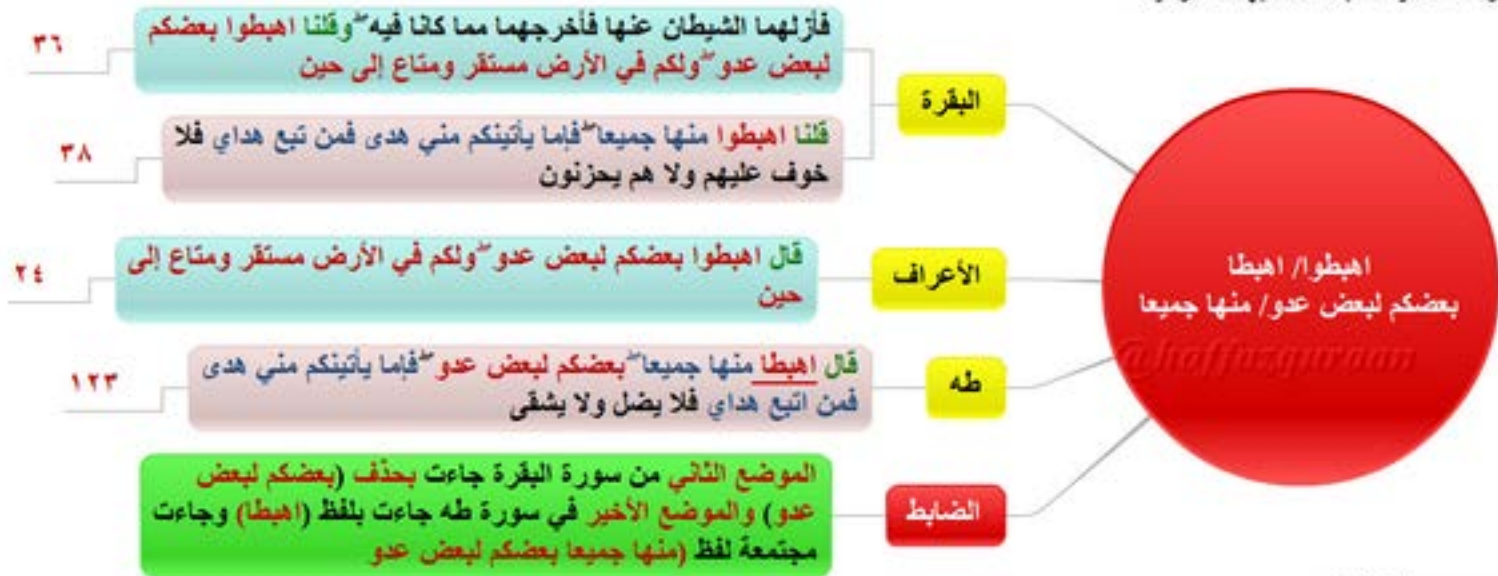 اهبطوا/ اهبطا
بعضكم لبعض عدو/ منها جميعا
@haffazquraan
البقرة
فأزلهما الشيطان عنها فأخرجهما مما كانا فيه ۖ وقلنا اهبطوا بعضكم
لبعض عدو ۖ ولكم في الأرض مستقر ومتاع إلى حين
٣٦
قلنا اهبطوا منها جميعا ۖ فإما يأتينكم مني هدى فمن تبع هداي فلا
خوف عليهم ولا هم يحزنون
٣٨
الأعراف
قال اهبطوا بعضكم لبعض عدو ۖ ولكم في الأرض مستقر ومتاع إلى
حين
٢٤
طه
قال اهبطا منها جميعا ۖ بعضكم لبعض عدو ۖ فإما يأتينكم مني هدى
فمن اتبع هداي فلا يضل ولا يشقى
١٢٣
الضابط
الموضع الثاني من سورة البقرة جاءت بحذف (بعضكم لبعض
عدو) والموضع الأخير في سورة طه جاءت بلفظ (اهبطا) وجاءت
مجتمعة لفظ (منها جميعا بعضكم لبعض عدو